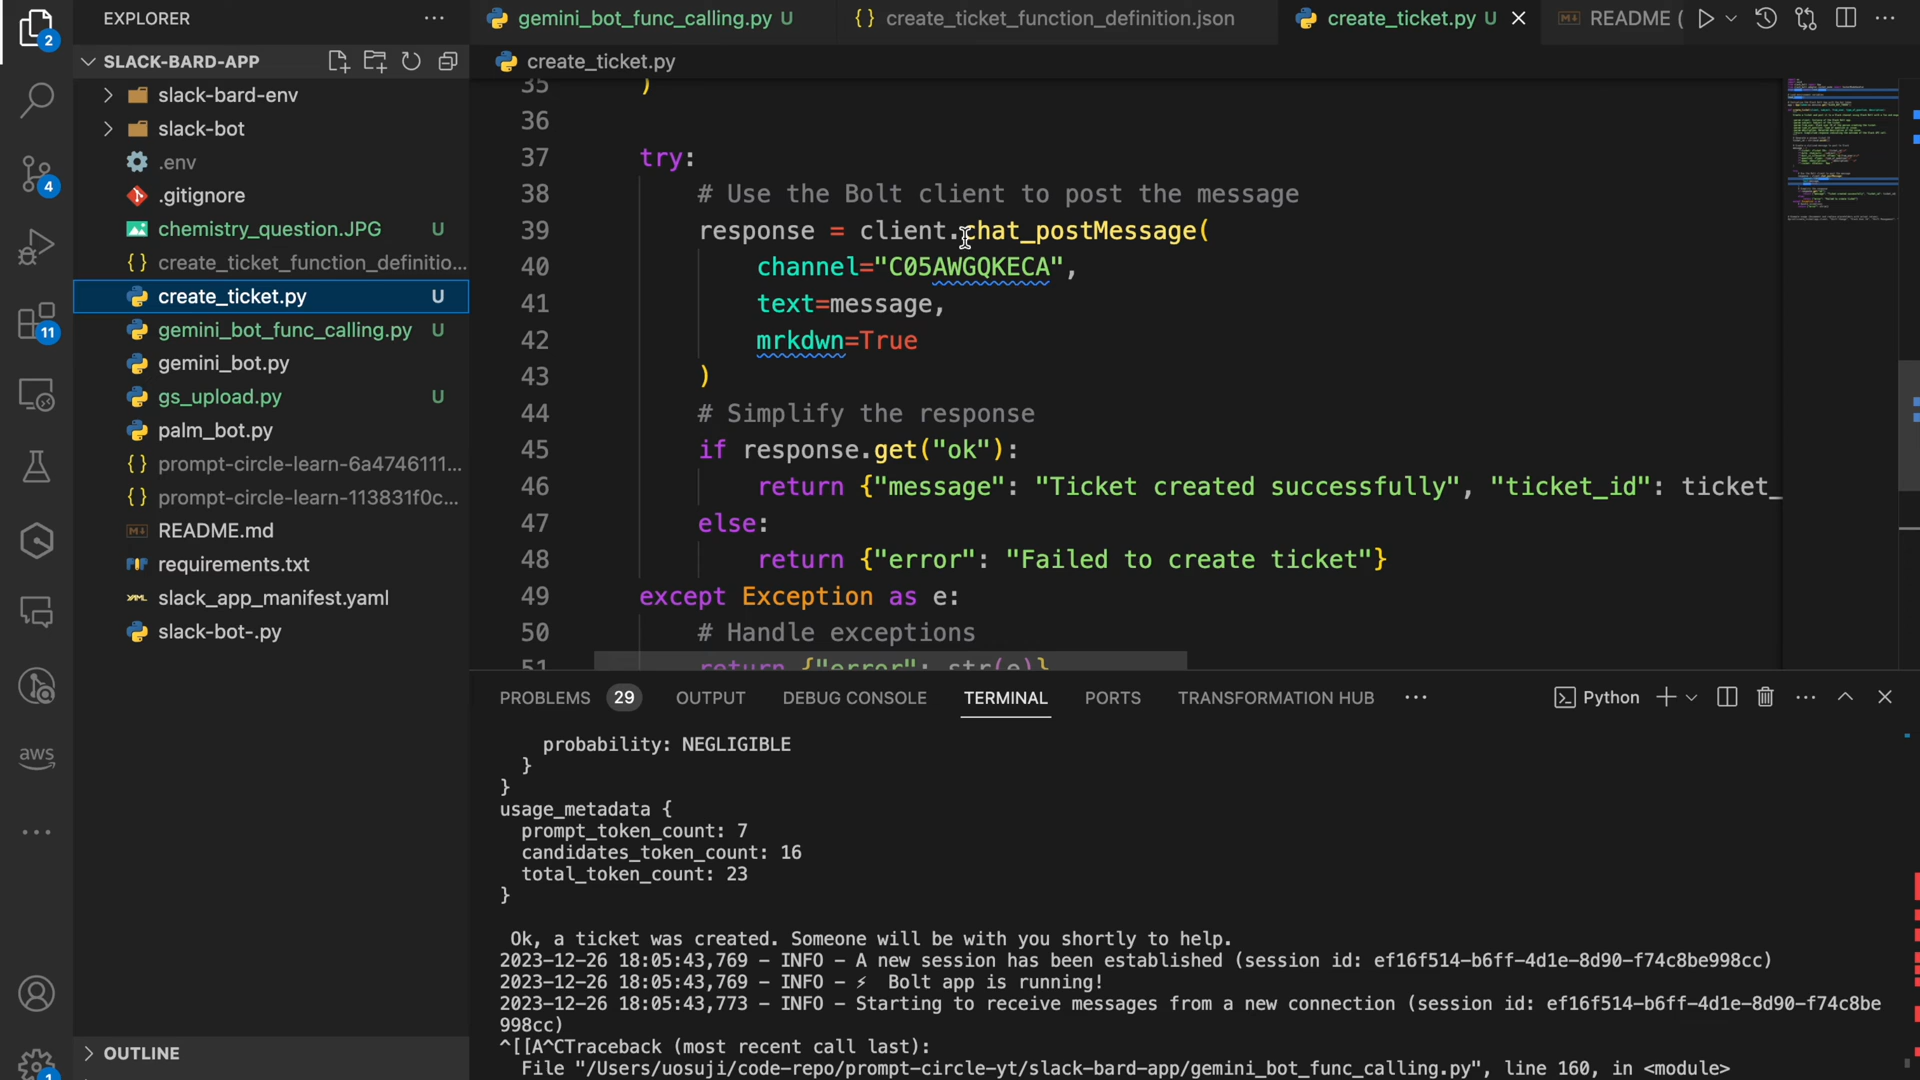 EXPLORER
SLACK-BARD-APP
slack-bard-env
slack-bot
.env
.gitignore
chemistry_question.JPG U
create_ticket_function_definitio...
create_ticket.py U
gemini_bot_func_calling.py U
gemini_bot.py
gs_upload.py U
palm_bot.py
prompt-circle-learn-6a4746111...
prompt-circle-learn-113831f0c...
README.md
requirements.txt
slack_app_manifest.yaml
slack-bot-.py
OUTLINE
2
4
11
aws
1
gemini_bot_func_calling.py U
create_ticket_function_definition.json
create_ticket.py U
README (
create_ticket.py
35 )
36
37 try:
38 # Use the Bolt client to post the message
39 response = client.chat_postMessage(
40 channel="C05AWGQKECA",
41 text=message,
42 mrkdwn=True
43 )
44 # Simplify the response
45 if response.get("ok"):
46 return {"message": "Ticket created successfully", "ticket_id": ticket_
47 else:
48 return {"error": "Failed to create ticket"}
49 except Exception as e:
50 # Handle exceptions
51 return {"error": str(e)}
PROBLEMS 29 OUTPUT DEBUG CONSOLE TERMINAL PORTS TRANSFORMATION HUB Python
probability: NEGLIGIBLE
}
}
usage_metadata {
prompt_token_count: 7
candidates_token_count: 16
total_token_count: 23
}
Ok, a ticket was created. Someone will be with you shortly to help.
2023-12-26 18:05:43,769 - INFO - A new session has been established (session id: ef16f514-b6ff-4d1e-8d90-f74c8be998cc)
2023-12-26 18:05:43,769 - INFO - ⚡ Bolt app is running!
2023-12-26 18:05:43,773 - INFO - Starting to receive messages from a new connection (session id: ef16f514-b6ff-4d1e-8d90-f74c8be
998cc)
^[[A^CTraceback (most recent call last):
File "/Users/uosuji/code-repo/prompt-circle-yt/slack-bard-app/gemini_bot_func_calling.py", line 160, in <module>